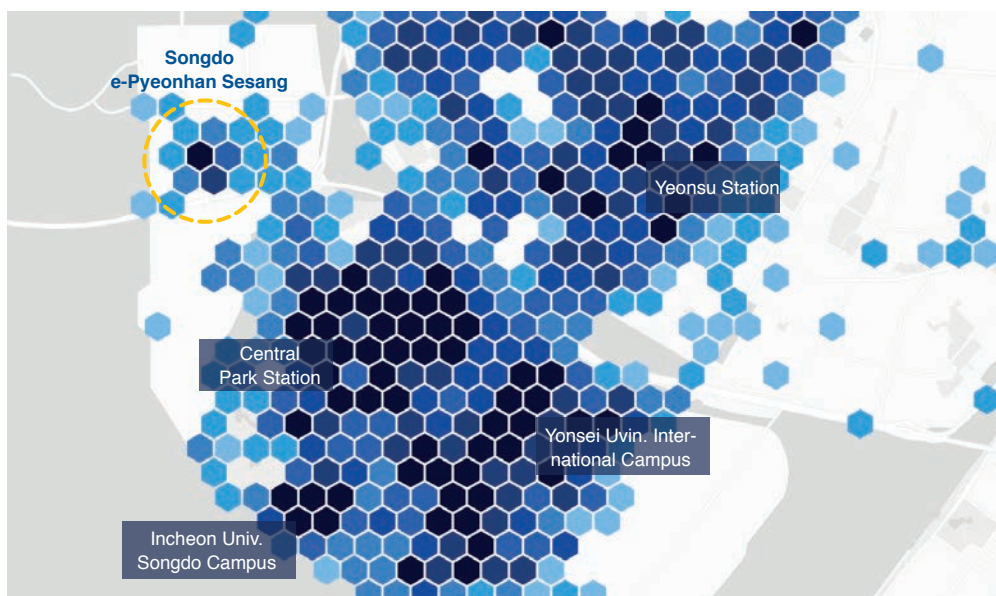 Songdo
e-Pyeonhan Sesang
Yeonsu Station
Central
Park Station
Yonsei Uvin. Inter-
national Campus
Incheon Univ.
Songdo Campus